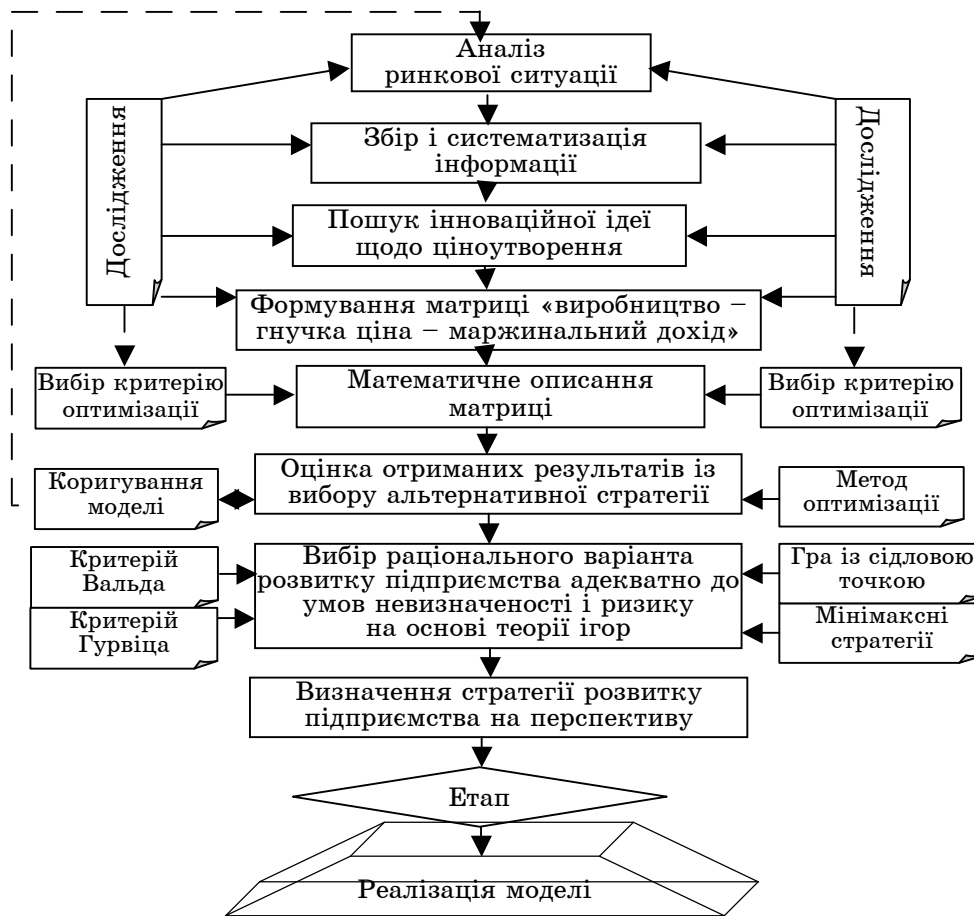 Аналіз
ринкової ситуації
Дослідження
Дослідження
Збір і систематизація
інформації
Пошук інноваційної ідеї
щодо ціноутворення
Формування матриці «виробництво –
гнучка ціна – маржинальний дохід»
Вибір критерію
оптимізації
Математичне описання
матриці
Вибір критерію
оптимізації
Коригування
моделі
Оцінка отриманих результатів із
вибору альтернативної стратегії
Метод
оптимізації
Критерій
Вальда
Критерій
Гурвіца
Вибір раціонального варіанта
розвитку підприємства адекватно до
умов невизначеності і ризику
на основі теорії ігор
Гра із сідловою
точкою
Мінімаксні
стратегії
Визначення стратегії розвитку
підприємства на перспективу
Етап
Реалізація моделі